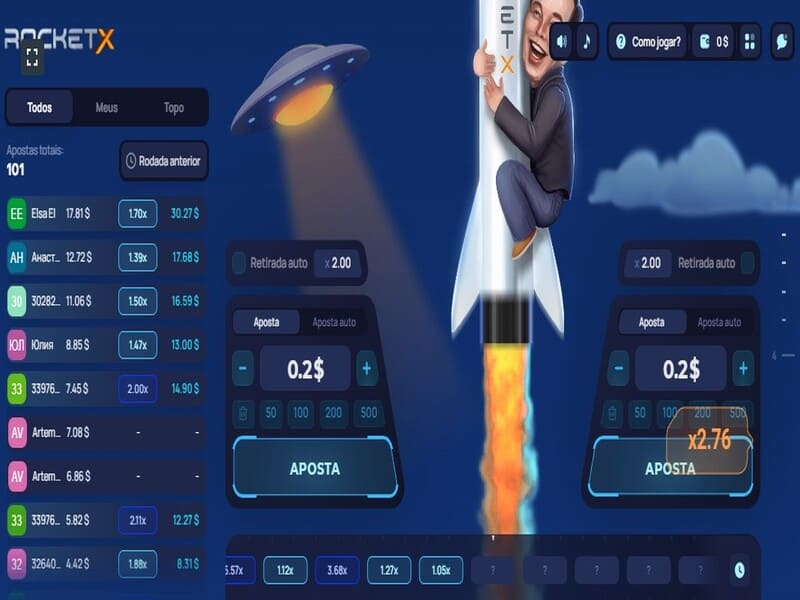 ROCKETX
E
T
X
Como jogar?
0 $
Todos Meus Topo
Apostas totais:
101
Rodada anterior
EE Elsa El 17.81 $ 1.70x 30.27 $
АН Анаст... 12.72 $ 1.39x 17.68 $
30 30282... 11.06 $ 1.50x 16.59 $
ЮЛ Юлия 8.85 $ 1.47x 13.00 $
33 33976... 7.45 $ 2.00x 14.90 $
AV Artem... 7.08 $ - -
AV Artem... 6.86 $ - -
33 33976... 5.82 $ 2.11x 12.27 $
32 32640... 4.42 $ 1.88x 8.31 $
Retirada auto x 2.00
Aposta Aposta auto
- 0.2 $ +
50 100 200 500
APOSTA
x 2.00 Retirada auto
Aposta Aposta auto
- 0.2 $ +
50 100 200 500
x2.76
APOSTA
5.57x 1.12x 3.68x 1.27x 1.05x ? ? ? ? ?